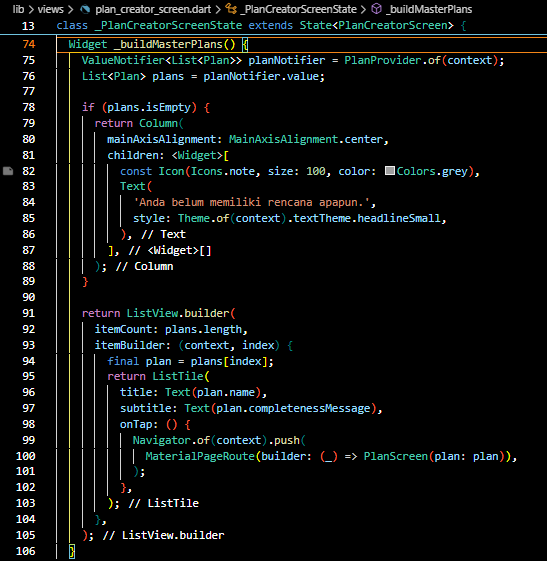 lib > views > plan_creator_screen.dart > _PlanCreatorScreenState > _buildMasterPlans
13 class _PlanCreatorScreenState extends State<PlanCreatorScreen> {
74 Widget _buildMasterPlans() {
75 ValueNotifier<List<Plan>> planNotifier = PlanProvider.of(context);
76 List<Plan> plans = planNotifier.value;
77
78 if (plans.isEmpty) {
79 return Column(
80 mainAxisAlignment: MainAxisAlignment.center,
81 children: <Widget>[
82 const Icon(Icons.note, size: 100, color: Colors.grey),
83 Text(
84 'Anda belum memiliki rencana apapun.',
85 style: Theme.of(context).textTheme.headlineSmall,
86 ), // Text
87 ], // <Widget>[]
88 ); // Column
89 }
90
91 return ListView.builder(
92 itemCount: plans.length,
93 itemBuilder: (context, index) {
94 final plan = plans[index];
95 return ListTile(
96 title: Text(plan.name),
97 subtitle: Text(plan.completenessMessage),
98 onTap: () {
99 Navigator.of(context).push(
100 MaterialPageRoute(builder: (_) => PlanScreen(plan: plan)),
101 );
102 },
103 ); // ListTile
104 },
105 ); // ListView.builder
106 }